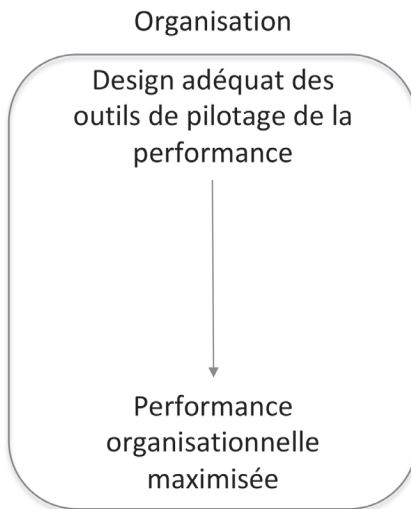 Organisation
Design adéquat des
outils de pilotage de la
performance
Performance
organisationnelle
maximisée